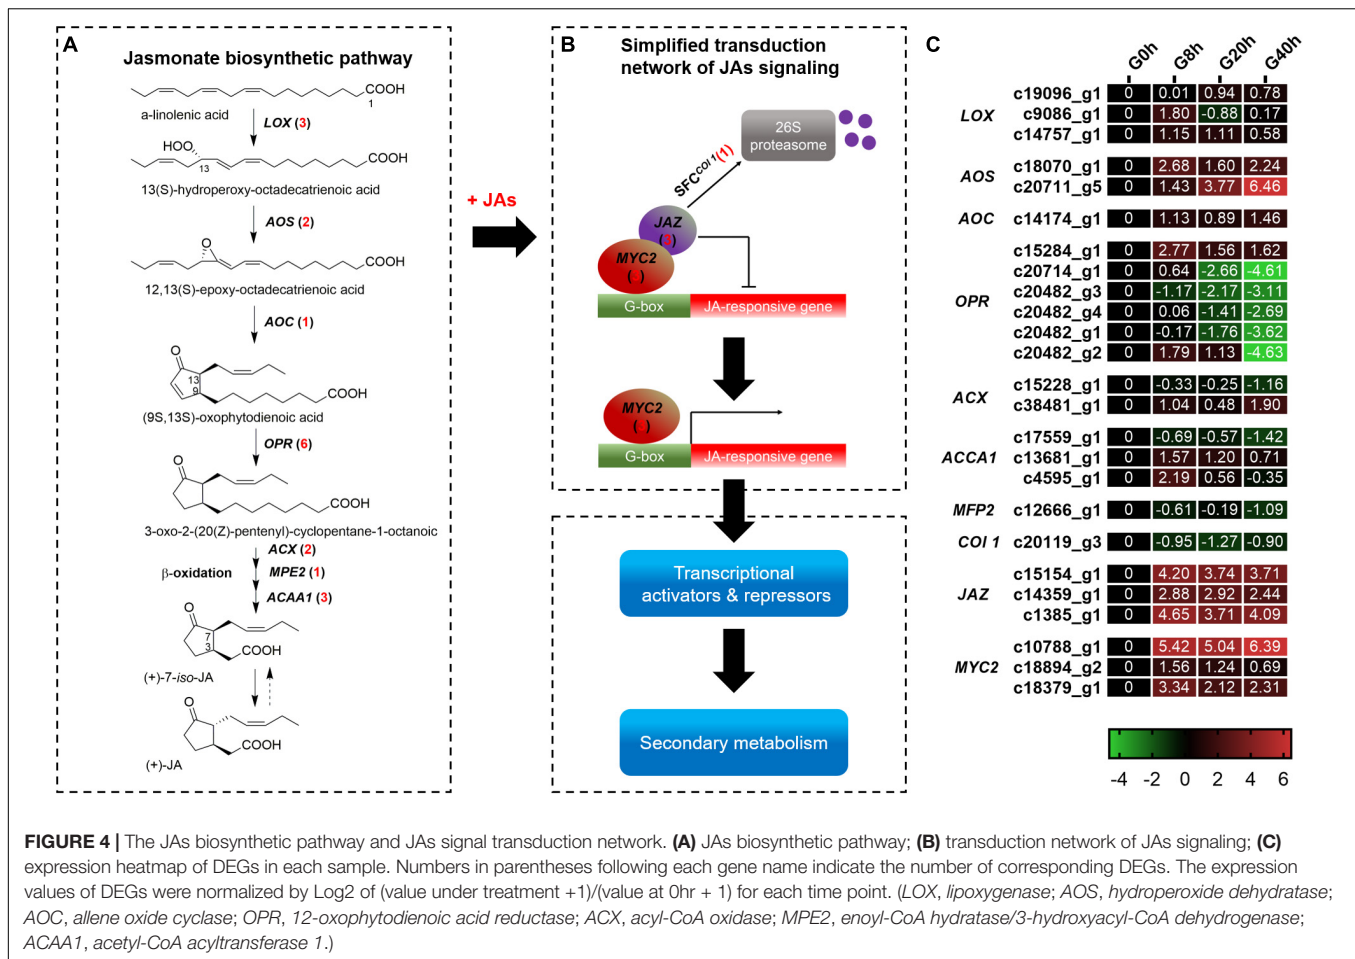 A
Jasmonate biosynthetic pathway
COOH
1
a-linolenic acid
LOX (3)
HOO
13
COOH
13(S)-hydroperoxy-octadecatrienoic acid
AOS (2)
O
COOH
12,13(S)-epoxy-octadecatrienoic acid
AOC (1)
O
13
9
COOH
(9S,13S)-oxophytodienoic acid
OPR (6)
O
COOH
3-oxo-2-(20(Z)-pentenyl)-cyclopentane-1-octanoic
ACX (2)
β-oxidation
MPE2 (1)
ACAA1 (3)
O
7
3
COOH
(+)-7-iso-JA
O
COOH
(+)-JA
+ JAs
B
Simplified transduction
network of JAs signaling
26S
proteasome
SFC^COI 1(1)
JAZ
(3)
MYC2
G-box
JA-responsive gene
MYC2
G-box
JA-responsive gene
Transcriptional
activators & repressors
Secondary metabolism
C
G0h G8h G20h G40h
LOX
c19096_g1 0 0.01 0.94 0.78
c9086_g1 0 1.80 -0.88 0.17
c14757_g1 0 1.15 1.11 0.58
AOS
c18070_g1 0 2.68 1.60 2.24
c20711_g5 0 1.43 3.77 6.46
AOC c14174_g1 0 1.13 0.89 1.46
OPR
c15284_g1 0 2.77 1.56 1.62
c20714_g1 0 0.64 -2.66 -4.61
c20482_g3 0 -1.17 -2.17 -3.11
c20482_g4 0 0.06 -1.41 -2.69
c20482_g1 0 -0.17 -1.76 -3.62
c20482_g2 0 1.79 1.13 -4.63
ACX
c15228_g1 0 -0.33 -0.25 -1.16
c38481_g1 0 1.04 0.48 1.90
ACCA1
c17559_g1 0 -0.69 -0.57 -1.42
c13681_g1 0 1.57 1.20 0.71
c4595_g1 0 2.19 0.56 -0.35
MFP2 c12666_g1 0 -0.61 -0.19 -1.09
COI 1 c20119_g3 0 -0.95 -1.27 -0.90
JAZ
c15154_g1 0 4.20 3.74 3.71
c14359_g1 0 2.88 2.92 2.44
c1385_g1 0 4.65 3.71 4.09
MYC2
c10788_g1 0 5.42 5.04 6.39
c18894_g2 0 1.56 1.24 0.69
c18379_g1 0 3.34 2.12 2.31
-4 -2 0 2 4 6
FIGURE 4 | The JAs biosynthetic pathway and JAs signal transduction network. (A) JAs biosynthetic pathway; (B) transduction network of JAs signaling; (C)
expression heatmap of DEGs in each sample. Numbers in parentheses following each gene name indicate the number of corresponding DEGs. The expression
values of DEGs were normalized by Log2 of (value under treatment +1)/(value at 0hr + 1) for each time point. (LOX, lipoxygenase; AOS, hydroperoxide dehydratase;
AOC, allene oxide cyclase; OPR, 12-oxophytodienoic acid reductase; ACX, acyl-CoA oxidase; MPE2, enoyl-CoA hydratase/3-hydroxyacyl-CoA dehydrogenase;
ACAA1, acetyl-CoA acyltransferase 1.)